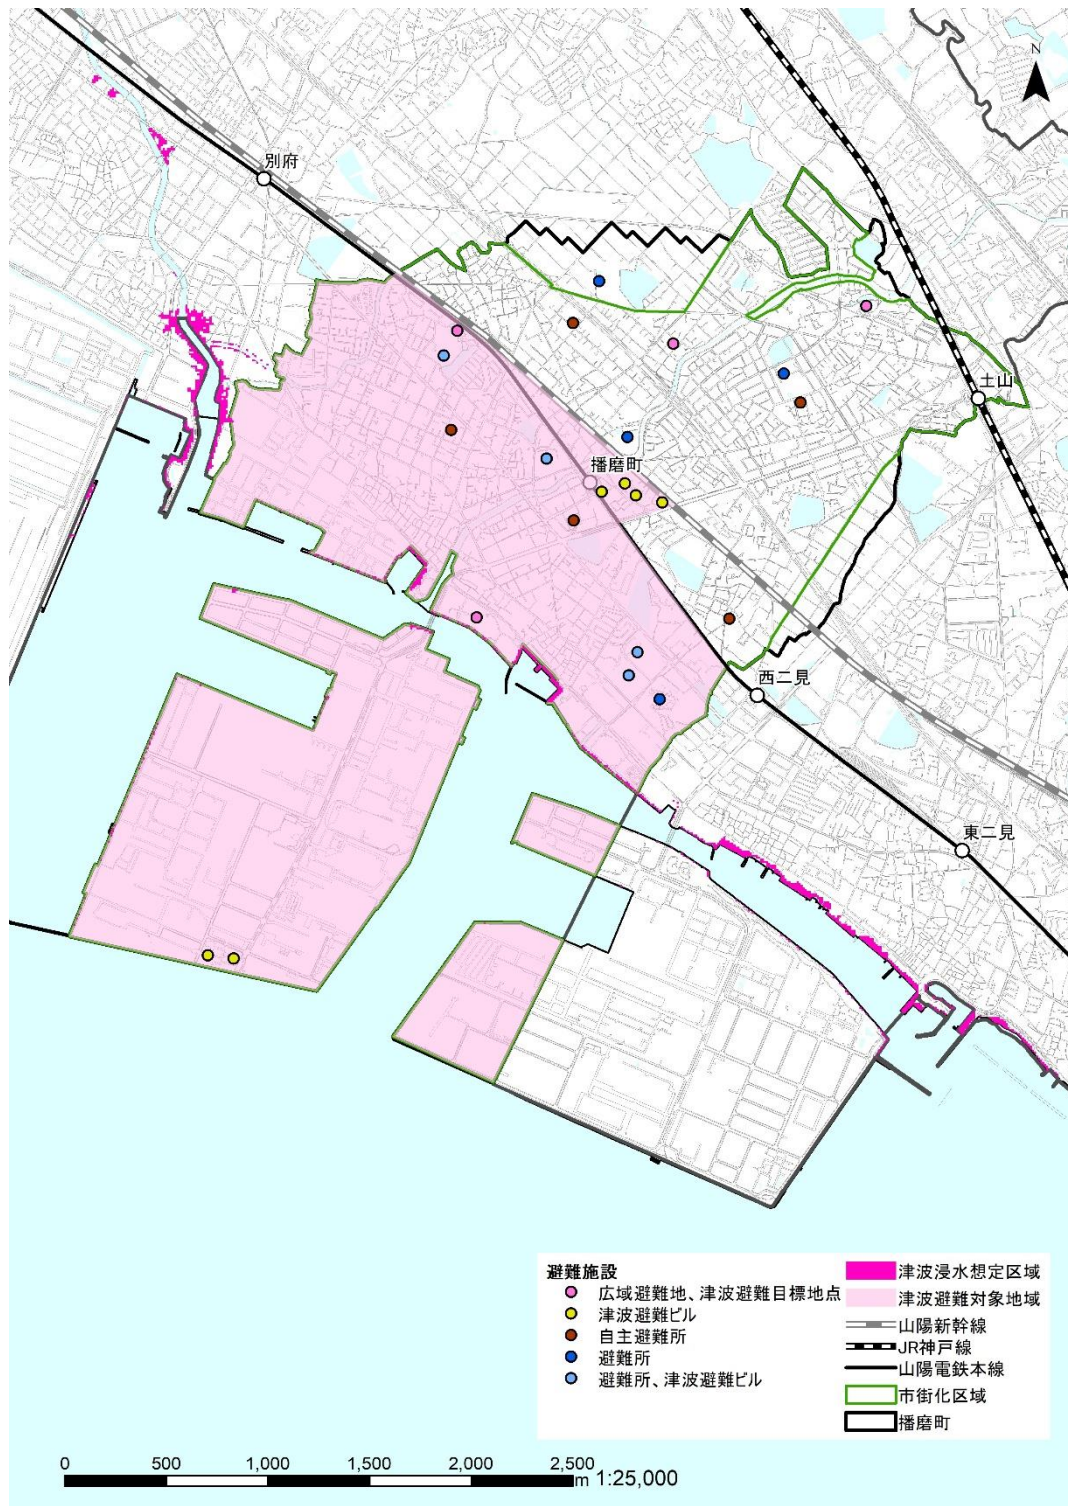 N
別府
土山
播磨町
西二見
東二見
避難施設
広域避難地、津波避難目標地点
津波避難ビル
自主避難所
避難所
避難所、津波避難ビル
津波浸水想定区域
津波避難対象地域
山陽新幹線
JR神戸線
山陽電鉄本線
市街化区域
播磨町
0 500 1,000 1,500 2,000 2,500
m 1:25,000